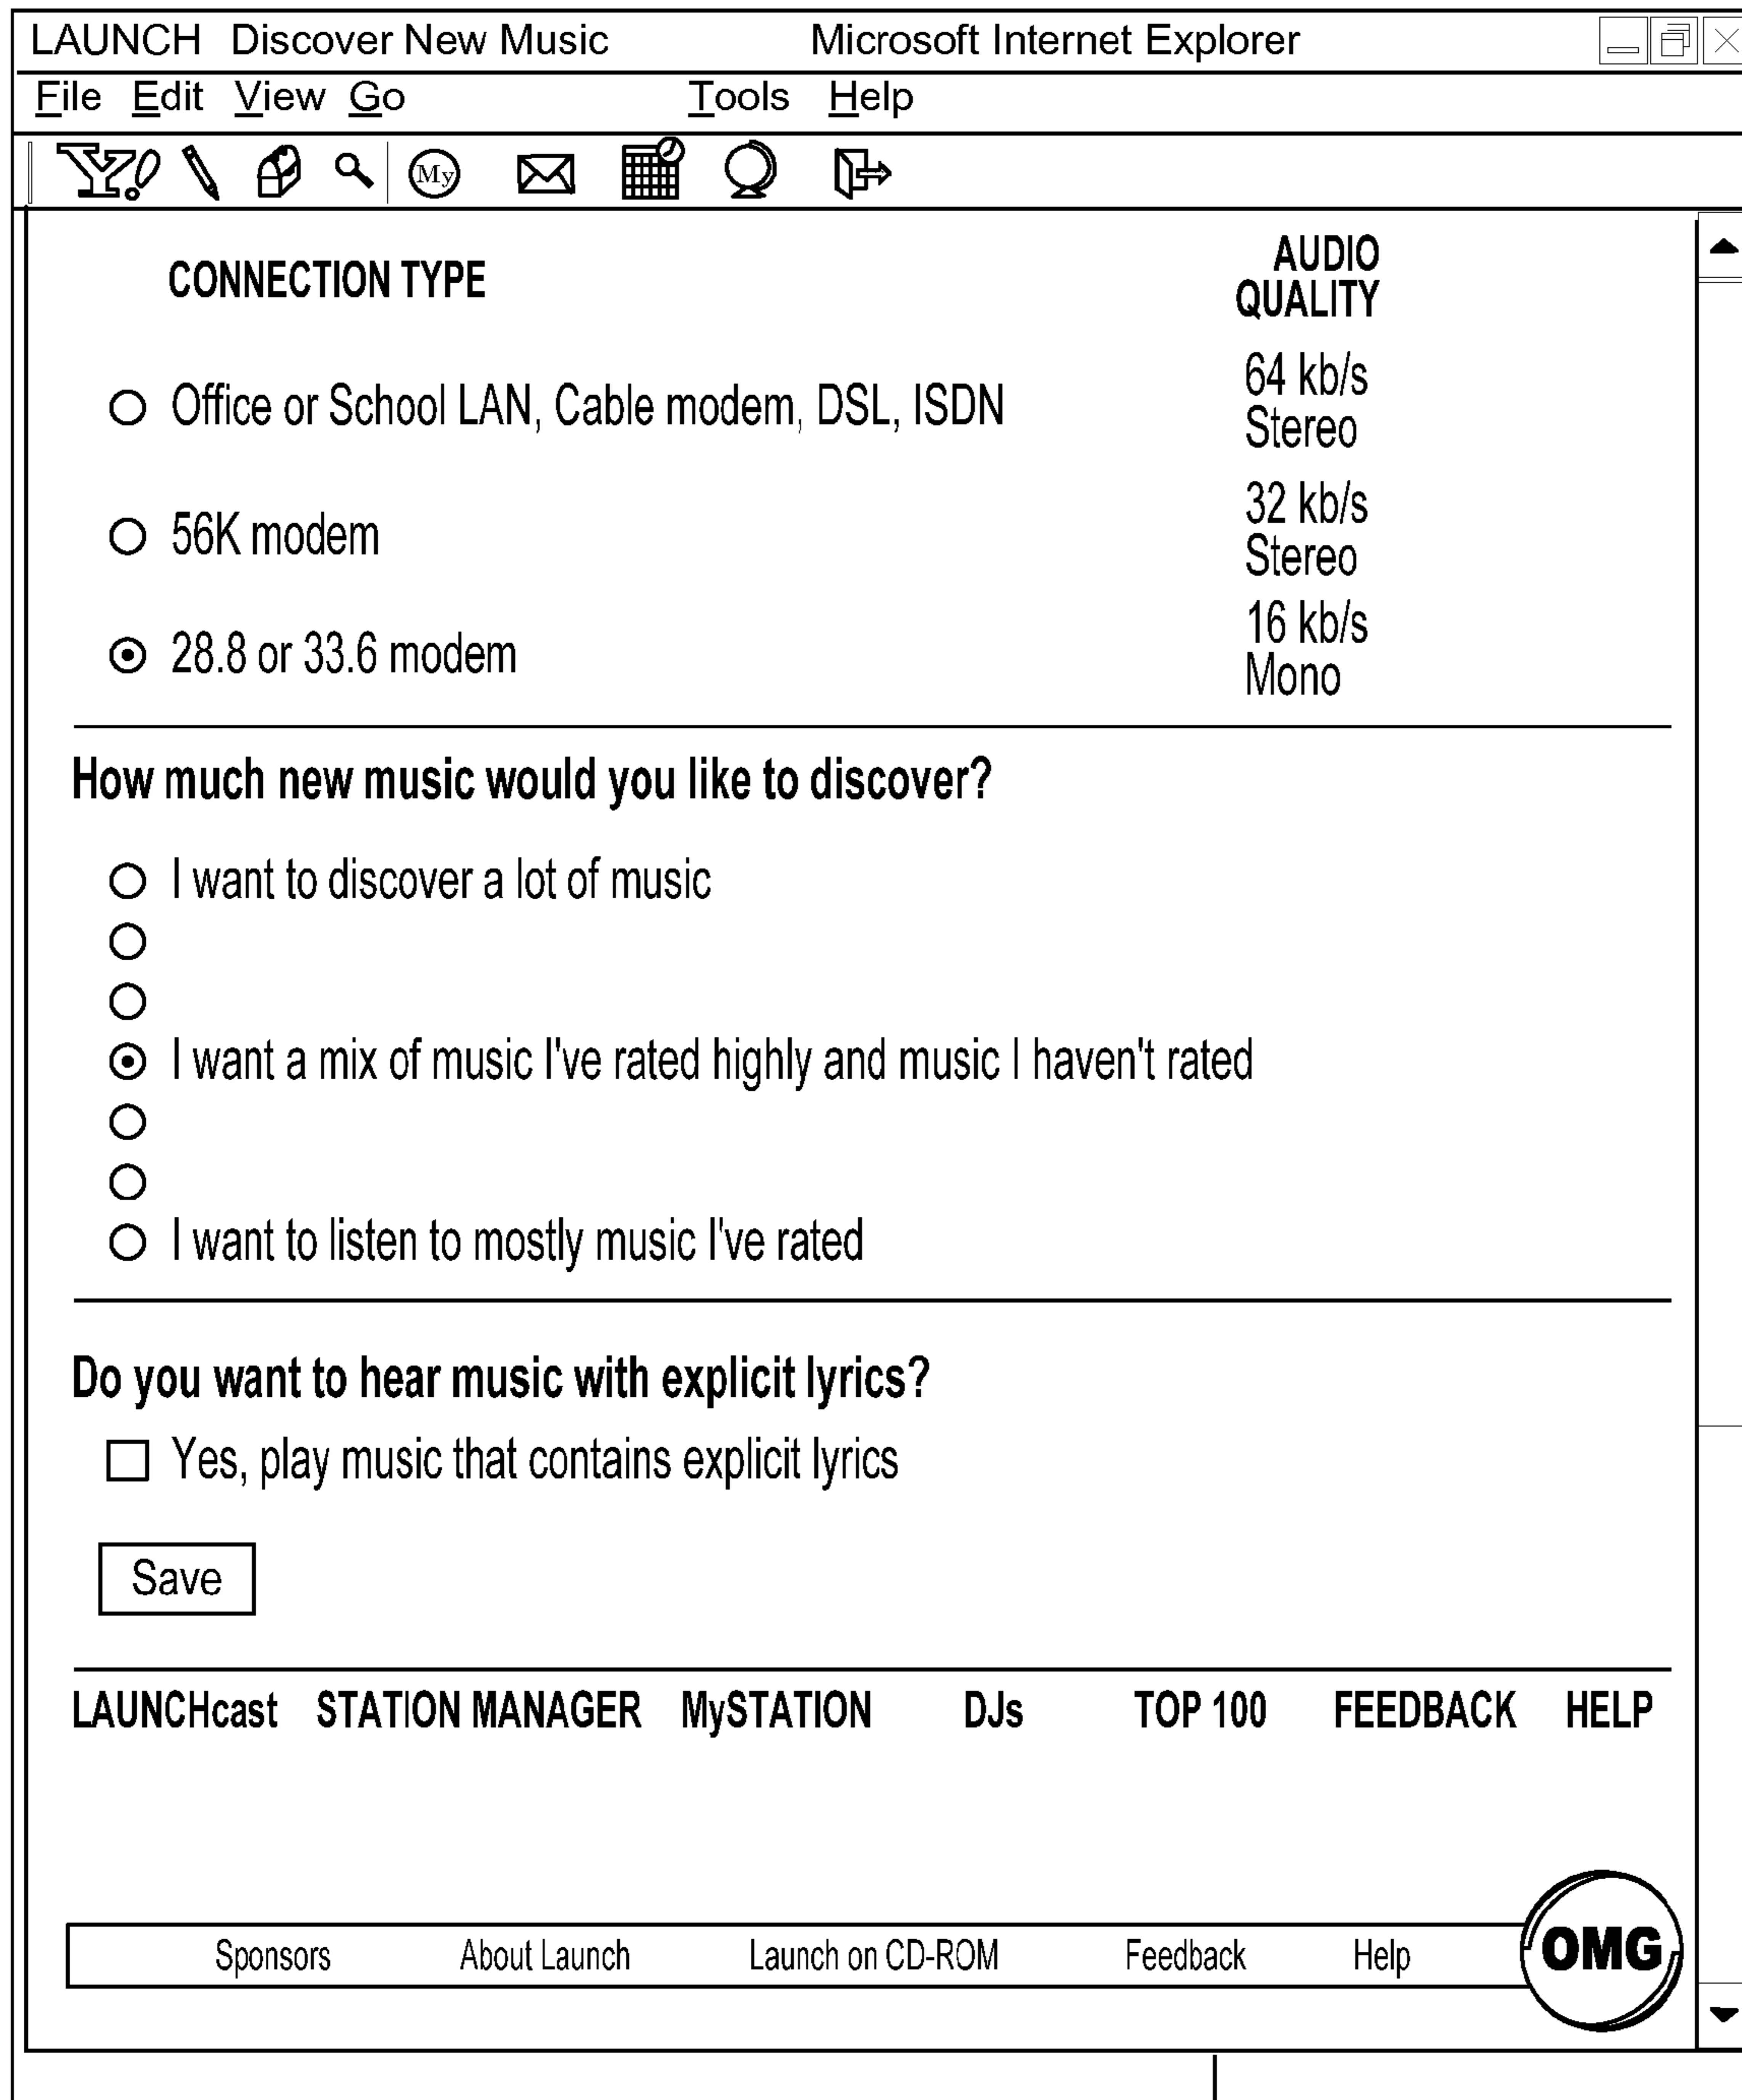 LAUNCH Discover New Music Microsoft Internet Explorer
File Edit View Go Tools Help
Y! My
CONNECTION TYPE
AUDIO
QUALITY
Office or School LAN, Cable modem, DSL, ISDN
64 kb/s
Stereo
56K modem
32 kb/s
Stereo
28.8 or 33.6 modem
16 kb/s
Mono
How much new music would you like to discover?
I want to discover a lot of music
I want a mix of music I've rated highly and music I haven't rated
I want to listen to mostly music I've rated
Do you want to hear music with explicit lyrics?
Yes, play music that contains explicit lyrics
Save
LAUNCHcast STATION MANAGER MySTATION DJs TOP 100 FEEDBACK HELP
Sponsors About Launch Launch on CD-ROM Feedback Help OMG